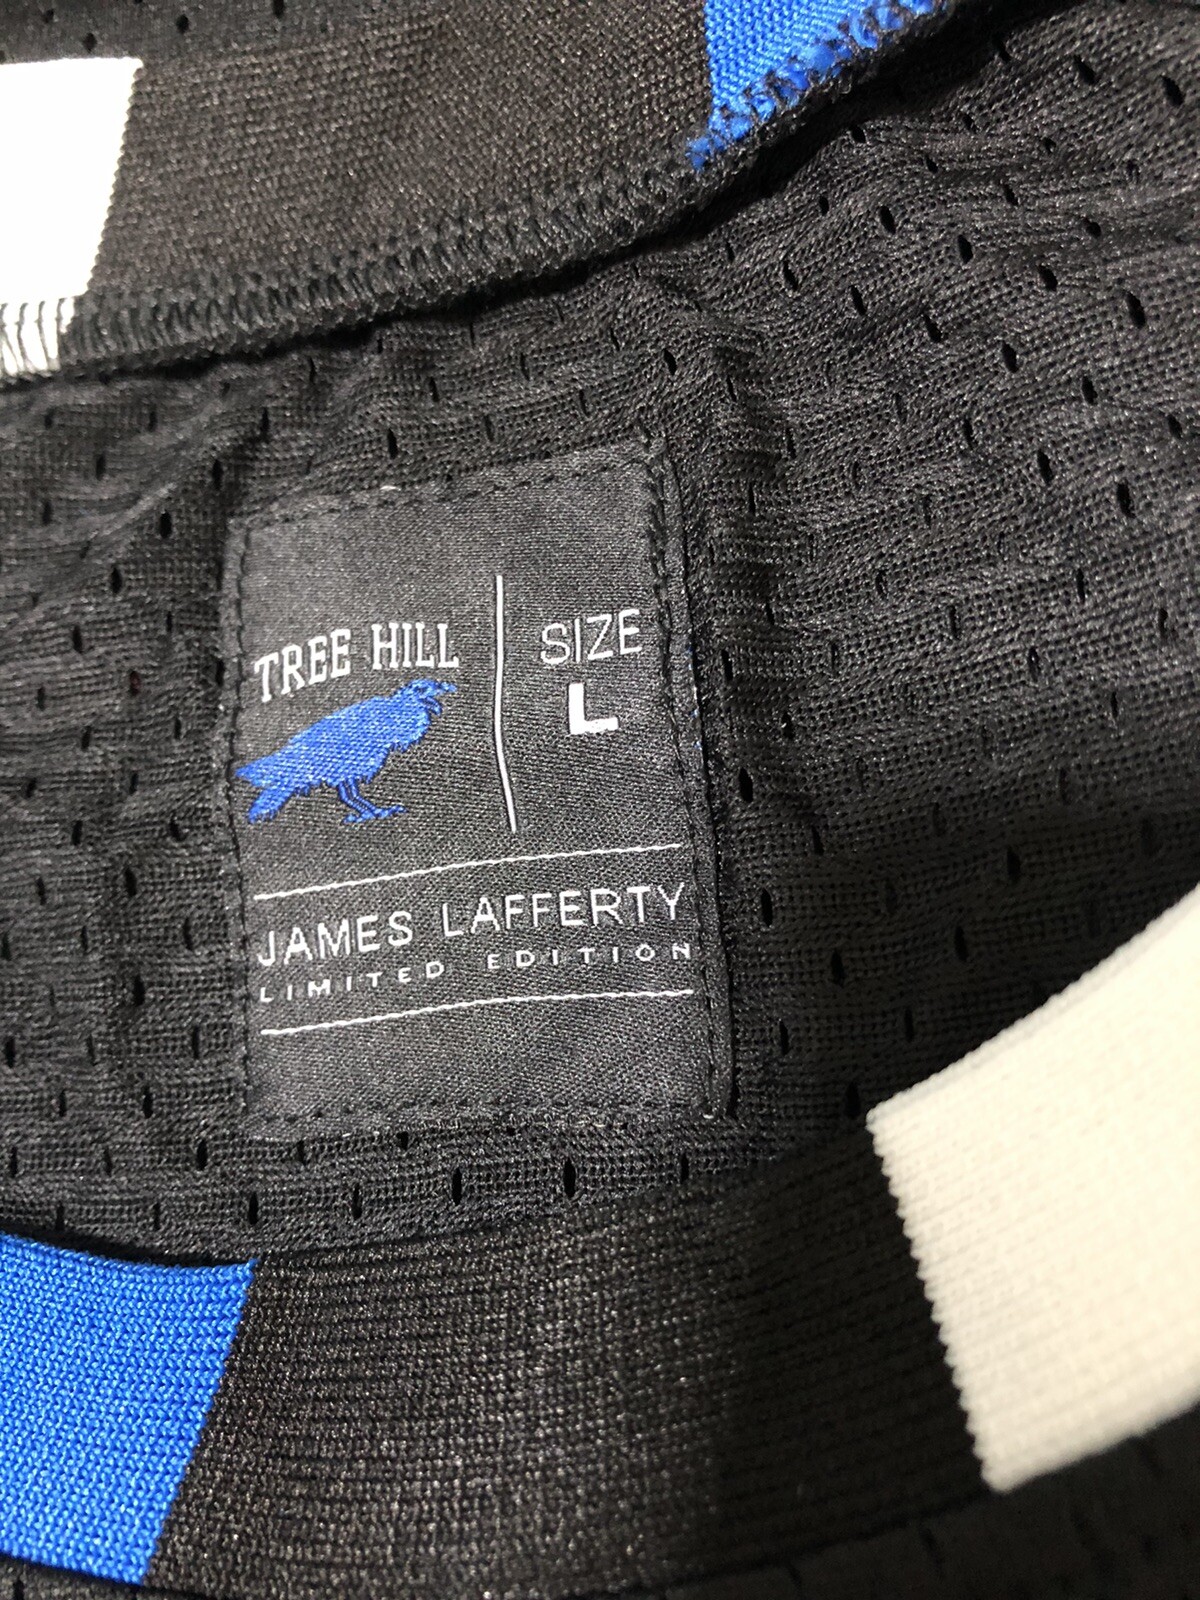 TREE HILL
SIZE
L
JAMES LAFFERTY
LIMITED EDITION